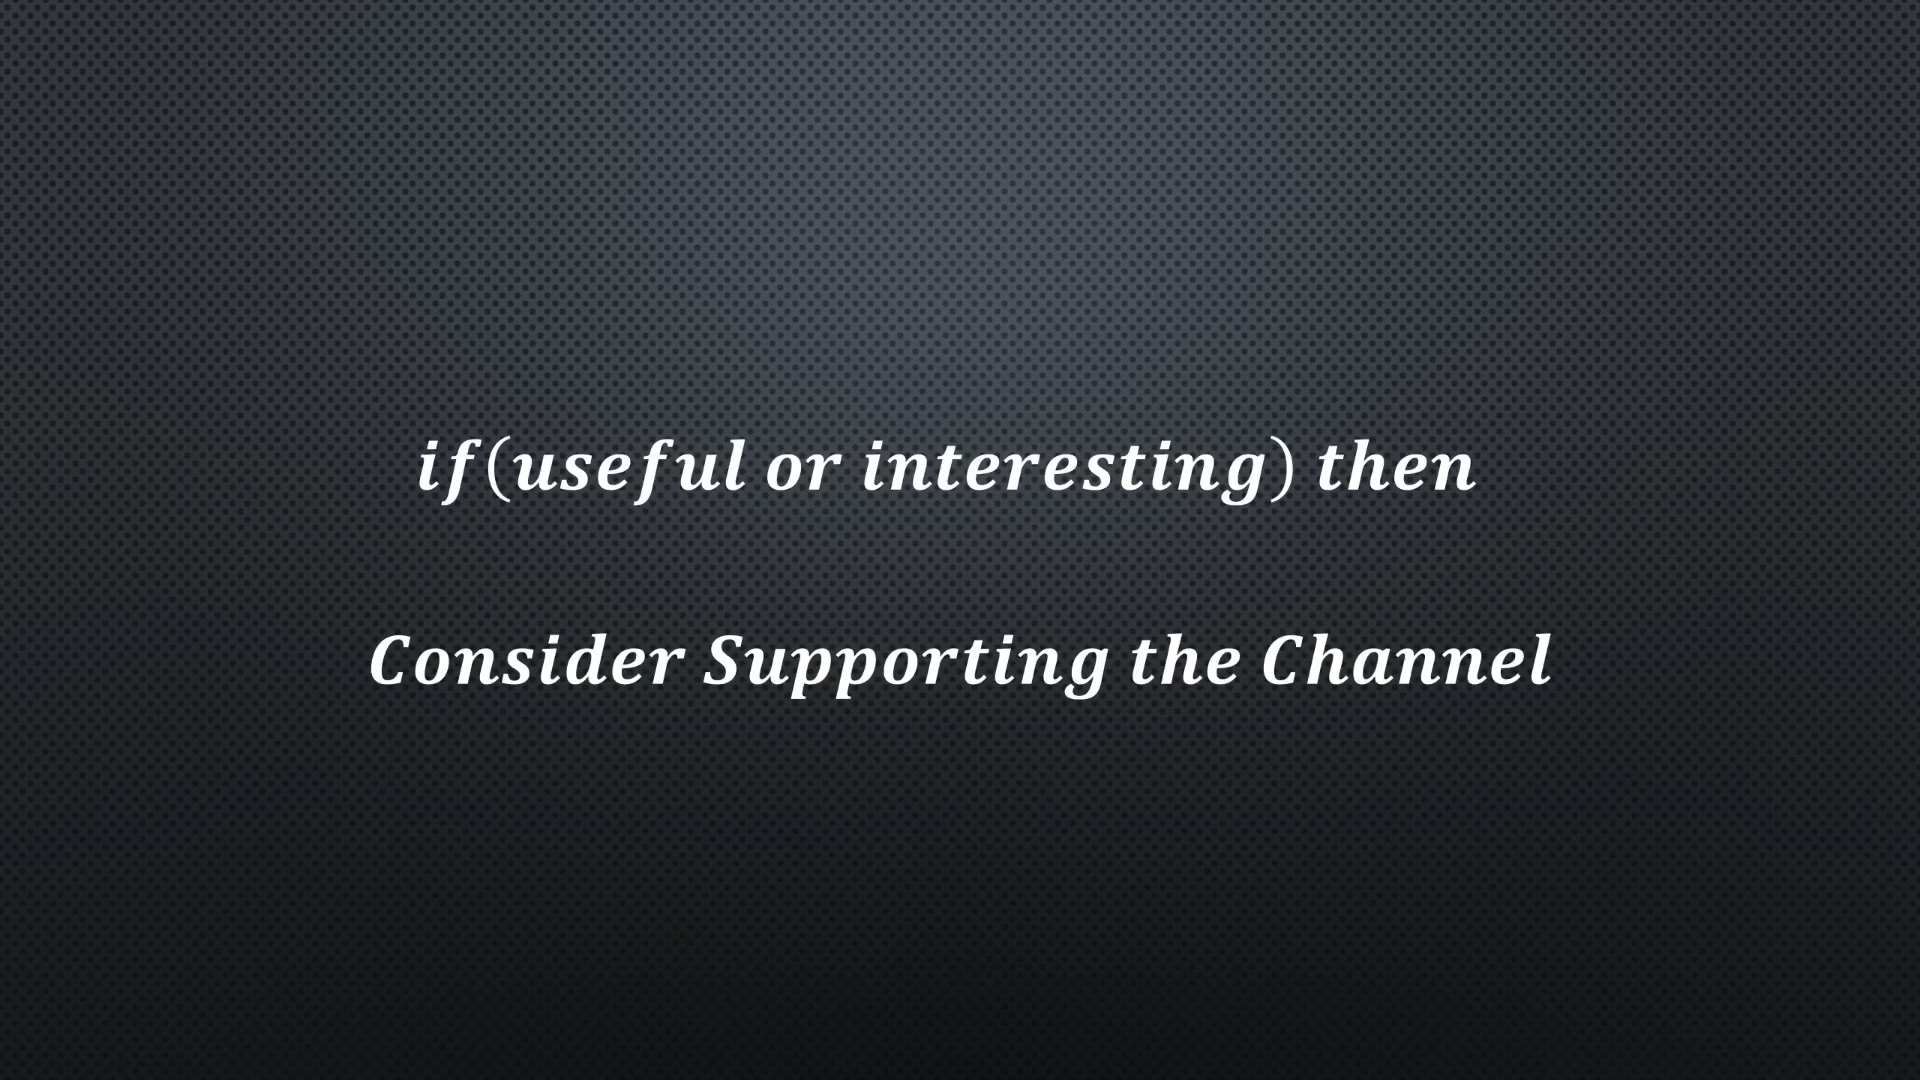 if(useful or interesting) then
Consider Supporting the Channel